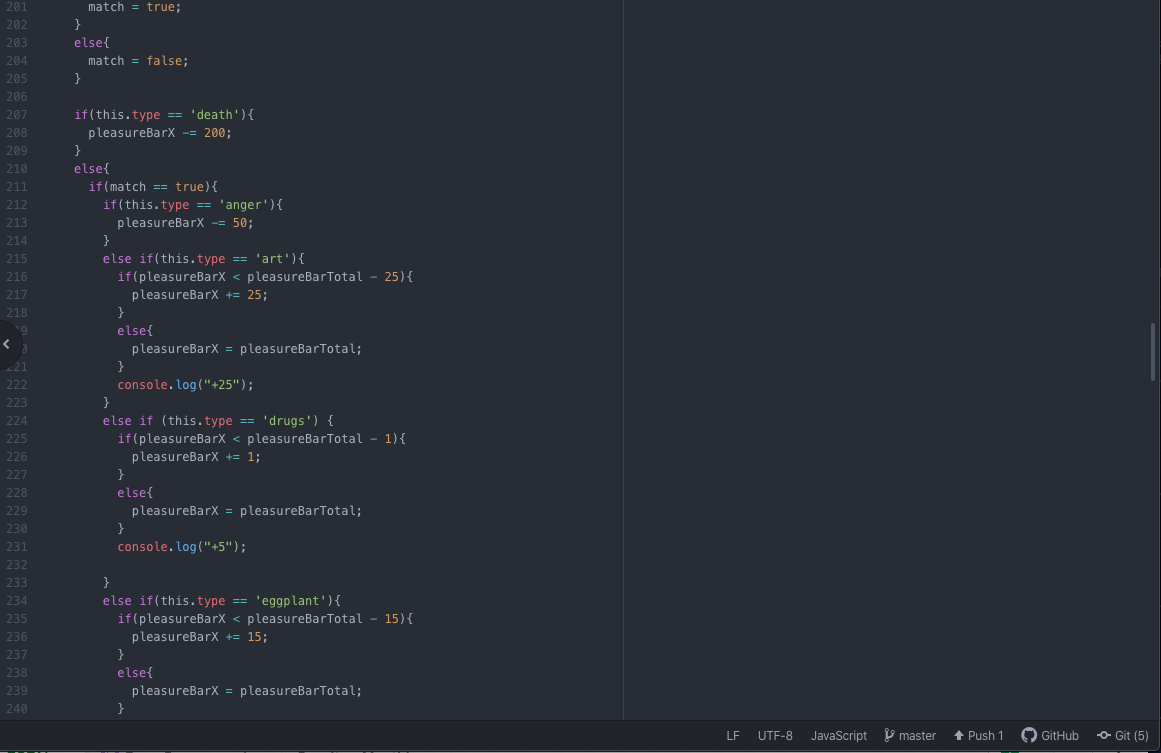 201 match = true;
202 }
203 else{
204 match = false;
205 }
206
207 if(this.type == 'death'){
208 pleasureBarX -= 200;
209 }
210 else{
211 if(match == true){
212 if(this.type == 'anger'){
213 pleasureBarX -= 50;
214 }
215 else if(this.type == 'art'){
216 if(pleasureBarX < pleasureBarTotal - 25){
217 pleasureBarX += 25;
218 }
9 else{
pleasureBarX = pleasureBarTotal;
221 }
222 console.log("+25");
223 }
224 else if (this.type == 'drugs') {
225 if(pleasureBarX < pleasureBarTotal - 1){
226 pleasureBarX += 1;
227 }
228 else{
229 pleasureBarX = pleasureBarTotal;
230 }
231 console.log("+5");
232
233 }
234 else if(this.type == 'eggplant'){
235 if(pleasureBarX < pleasureBarTotal - 15){
236 pleasureBarX += 15;
237 }
238 else{
239 pleasureBarX = pleasureBarTotal;
240 }
LF UTF-8 JavaScript master Push 1 GitHub Git (5)